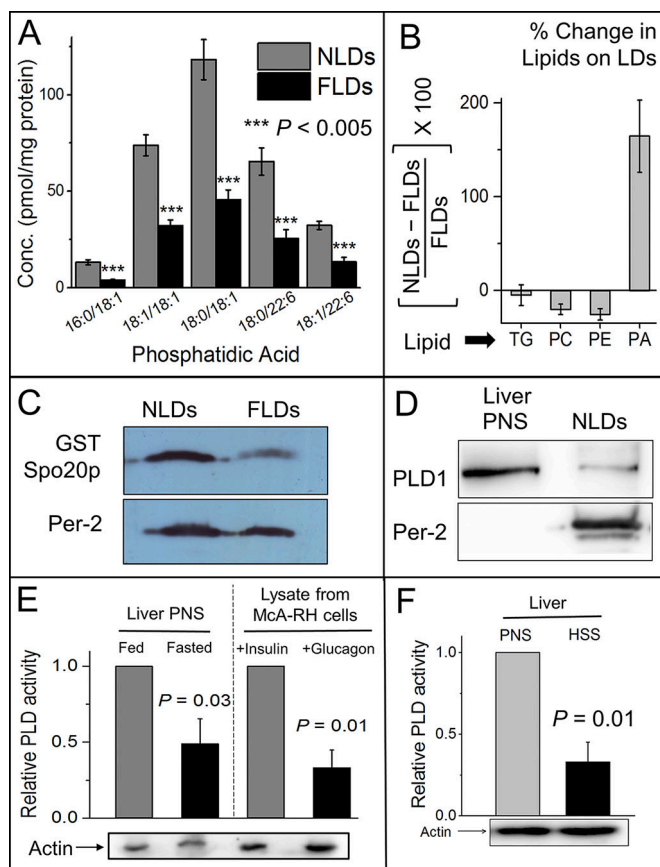 A
NLDs
FLDs
*** P < 0.005
Conc. (pmol/mg protein)
75
50
25
0
***
***
***
***
***
16:0/18:1
18:1/18:1
18:0/18:1
18:0/22:6
18:1/22:6
Phosphatidic Acid
B
% Change in
Lipids on LDs
NLDs − FLDs
FLDs
X 100
200
100
0
Lipid
TG
PC
PE
PA
C
NLDs
FLDs
GST
Spo20p
Per-2
D
Liver
PNS
NLDs
PLD1
Per-2
E
Liver PNS
Lysate from
McA-RH cells
Fed
Fasted
+Insulin
+Glucagon
P = 0.03
P = 0.01
Relative PLD activity
1.0
0.5
0.0
Actin
F
Liver
PNS
HSS
P = 0.01
Relative PLD activity
1.0
0.5
0.0
Actin